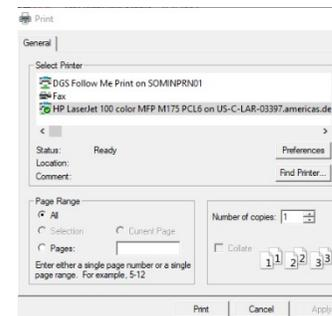 Print
General
Select Printer
DGS Follow Me Print on SOMINPRN01
Fax
HP LaserJet 100 color MFP M175 PCL6 on US-C-LAR-03397.americas.de
Status: Ready
Preferences
Location:
Comment:
Find Printer...
Page Range
All
Selection
Current Page
Pages:
Enter either a single page number or a single
page range. For example, 5-12
Number of copies: 1
Collate
1 1 2 2 3 3
Print
Cancel
Apply